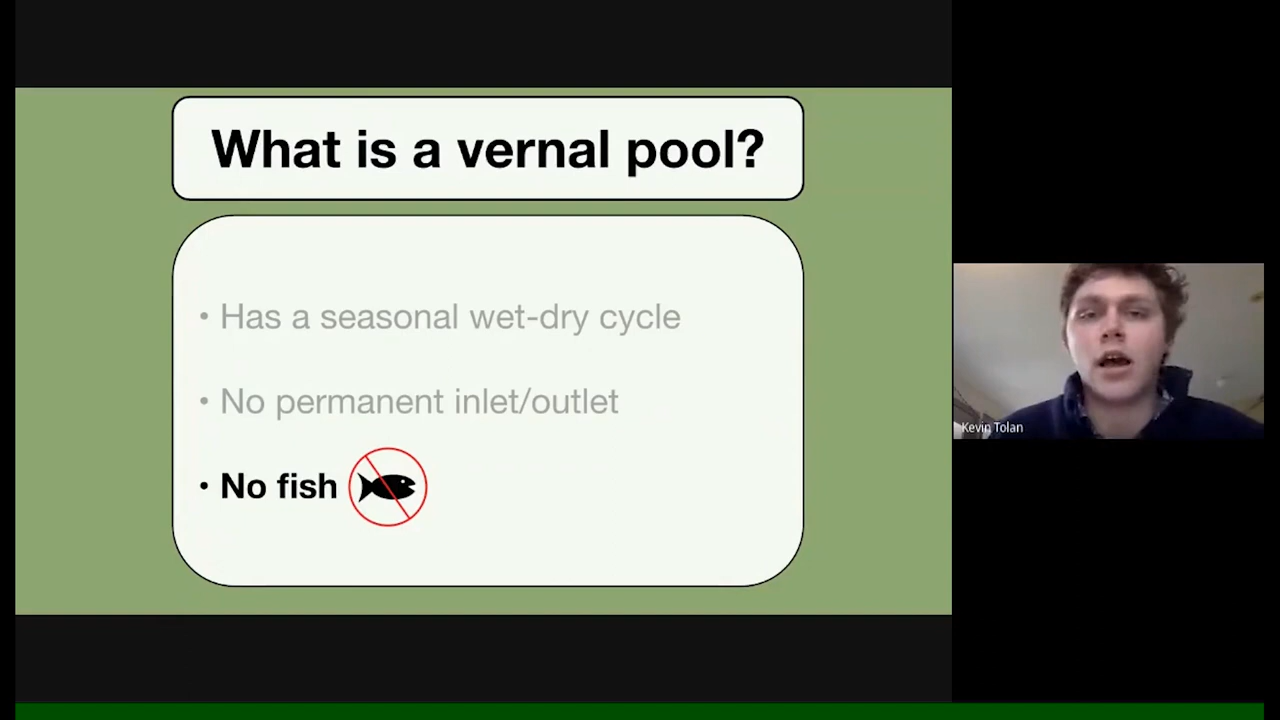 What is a vernal pool?
• Has a seasonal wet-dry cycle
• No permanent inlet/outlet
• No fish
Kevin Tolan